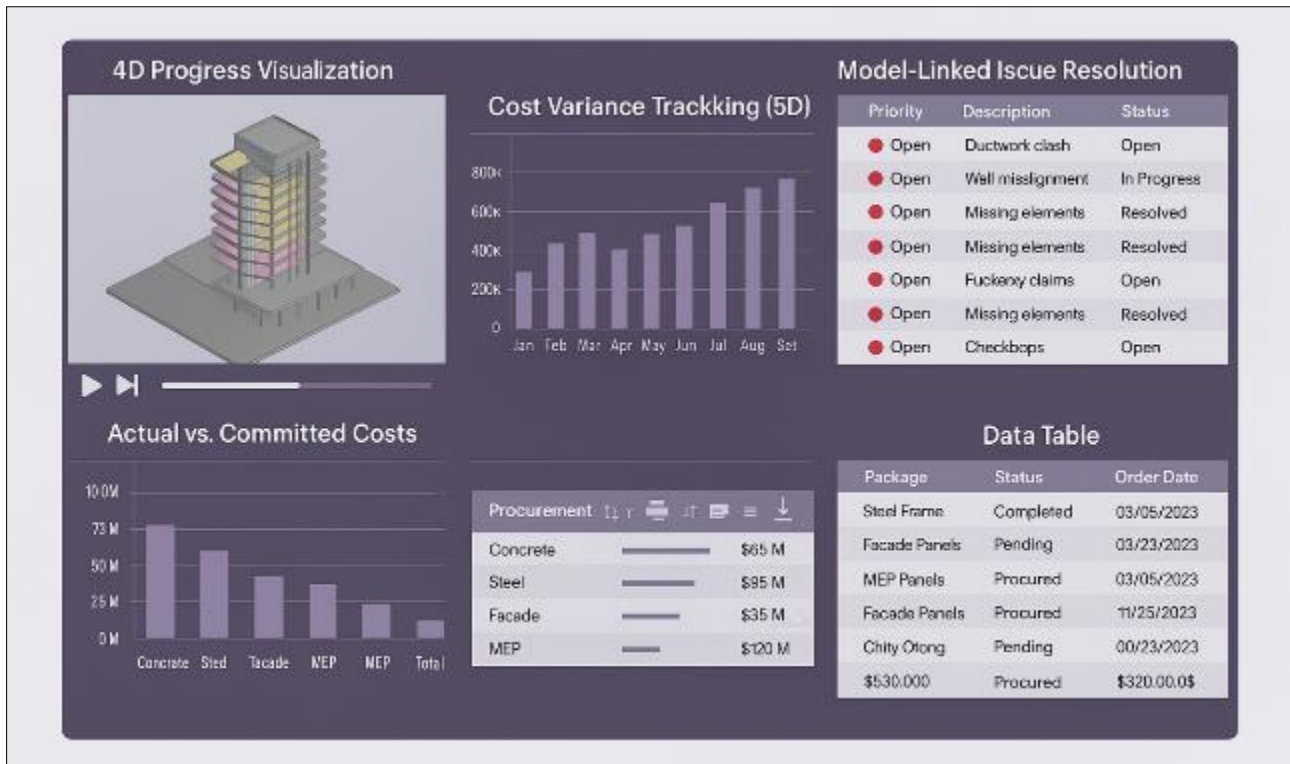 4D Progress Visualization
Cost Variance Trackking (5D)
800K
600K
400K
200K
0
Jan Feb Mar Apr May Jun Jul Aug Set
Model-Linked Iscue Resolution
Priority Description Status
Open Ductwork clash Open
Open Wall misslignment In Progress
Open Missing elements Resolved
Open Missing elements Resolved
Open Fuckerxy claims Open
Open Missing elements Resolved
Open Checkbops Open
Actual vs. Committed Costs
100M
73 M
50 M
25 M
0 M
Concrate Sted Tacade MEP MEP Total
Procurement
Concrete $65 M
Steel $95 M
Facade $35 M
MEP $120 M
Data Table
Package Status Order Date
Steel Frame Completed 03/05/2023
Facade Panels Pending 03/23/2023
MEP Panels Procured 03/05/2023
Facade Panels Procured 11/25/2023
Chity Otong Pending 00/23/2023
$530.000 Procured $320.00.0$